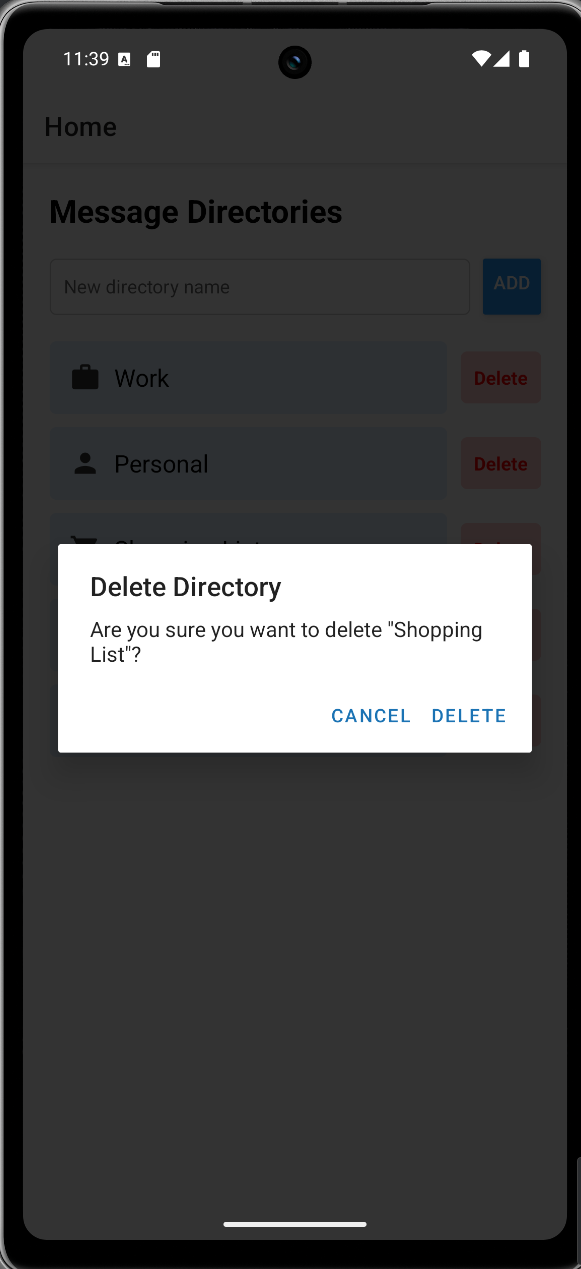 11:39
Home
Message Directories
New directory name
ADD
Work
Delete
Personal
Delete
Delete Directory
Are you sure you want to delete "Shopping
List"?
CANCEL DELETE